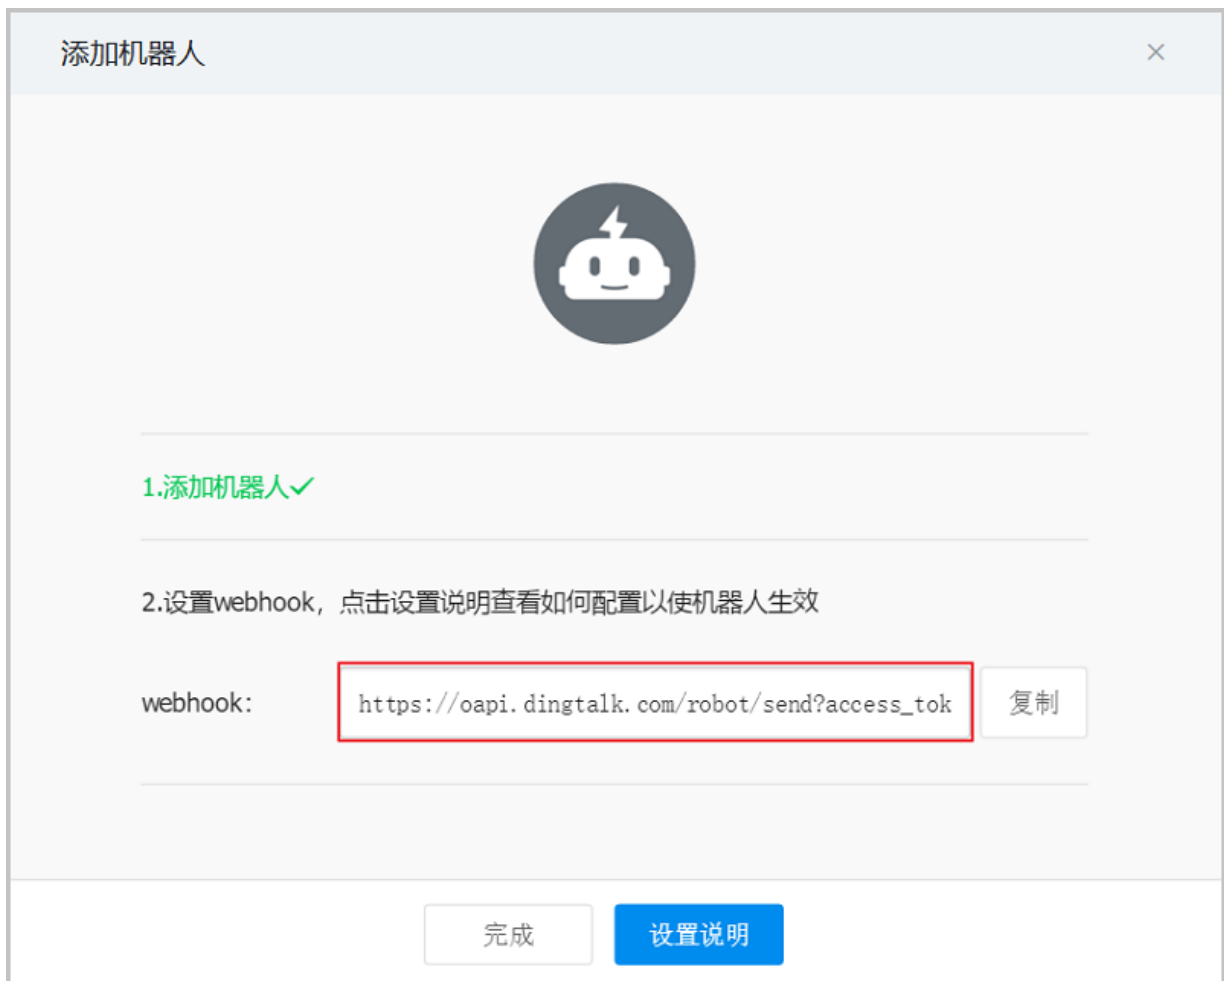 添加机器人
1.添加机器人
2.设置webhook，点击设置说明查看如何配置以使机器人生效
webhook: https://oapi.dingtalk.com/robot/send?access_tok 复制
完成 设置说明